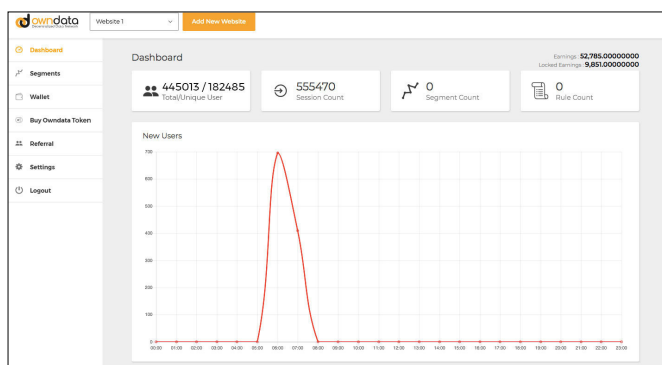 owndata
Decentralized Data Network
Website 1
Add New Website
Dashboard
Segments
Wallet
Buy Owndata Token
Referral
Settings
Logout
Dashboard
Earnings: 52,785.00000000
Locked Earnings: 9,851.00000000
445013 / 182485
Total/Unique User
555470
Session Count
0
Segment Count
0
Rule Count
New Users
700
600
500
400
300
200
100
0
00:00 01:00 02:00 03:00 04:00 05:00 06:00 07:00 08:00 09:00 10:00 11:00 12:00 13:00 14:00 15:00 16:00 17:00 18:00 19:00 20:00 21:00 22:00 23:00